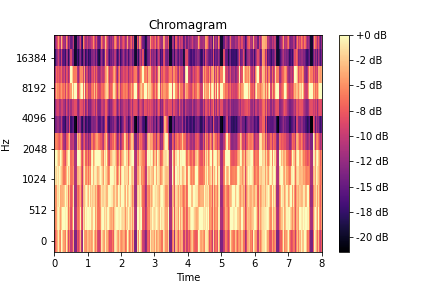 Chromagram
Hz
16384
8192
4096
2048
1024
512
0
0 1 2 3 4 5 6 7 8
Time
+0 dB
-2 dB
-5 dB
-8 dB
-10 dB
-12 dB
-15 dB
-18 dB
-20 dB